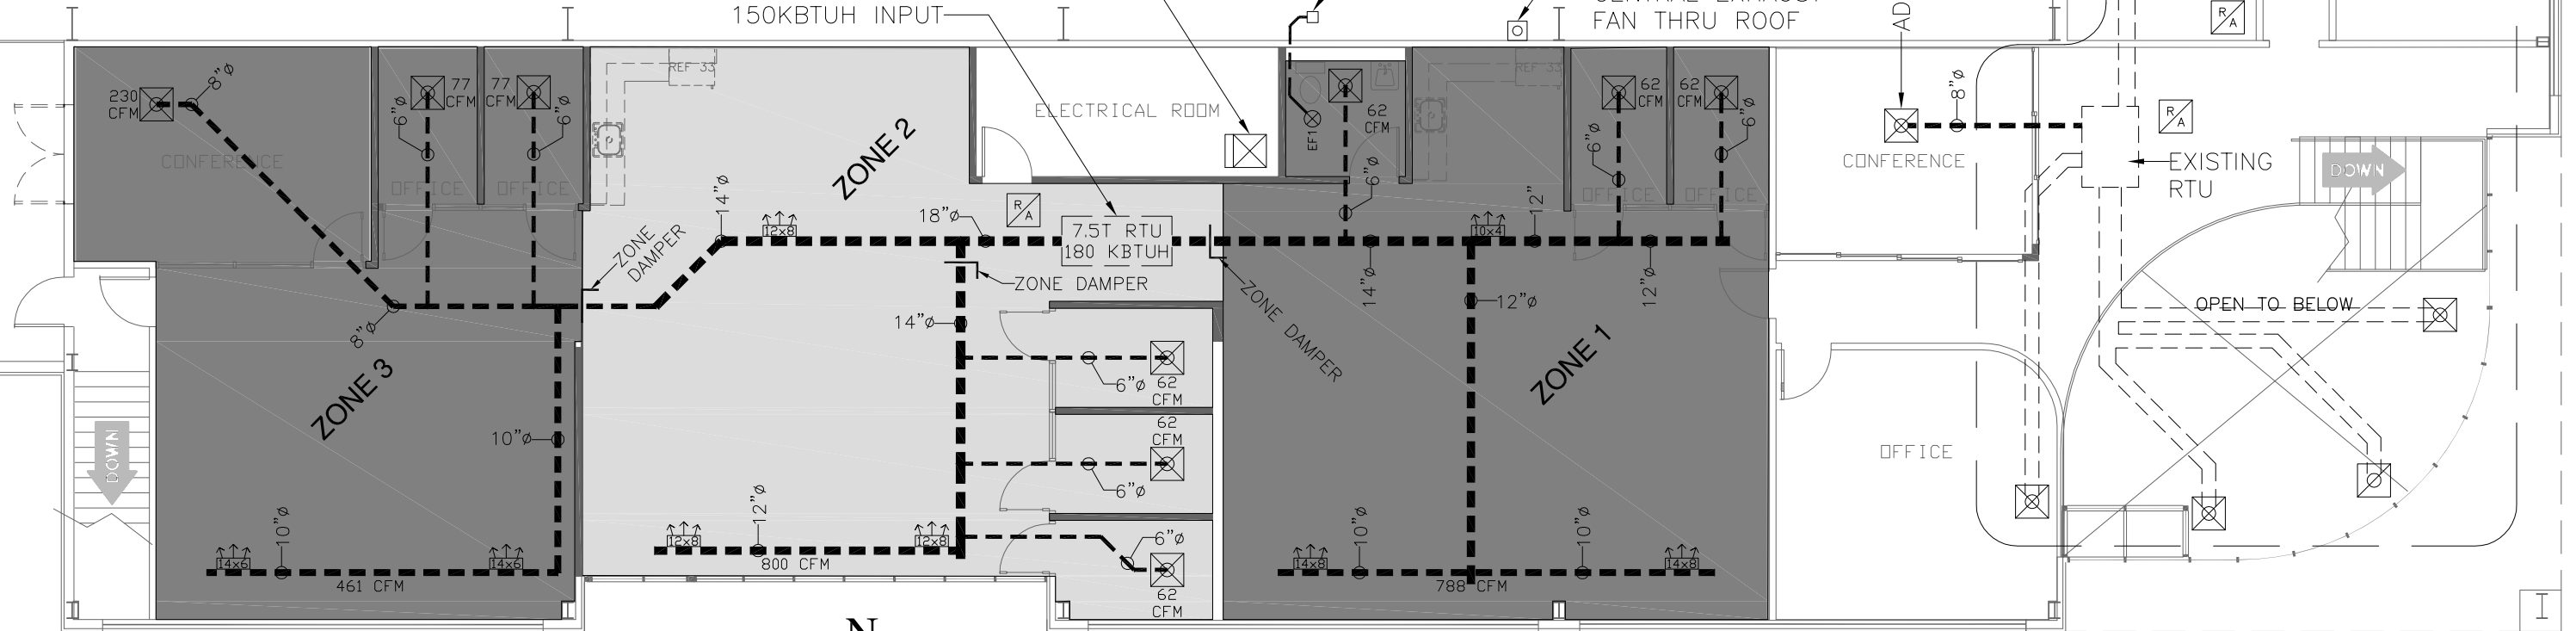 150KBTUH INPUT
FAN THRU ROOF
AD
R
A
230
CFM
8"ø
77
CFM
77
CFM
6"ø
6"ø
CONFERENCE
OFFICE
OFFICE
REF 33
ZONE 2
ELECTRICAL ROOM
EF1
62
CFM
6"ø
REF 33
62
CFM
62
CFM
6"ø
6"ø
OFFICE
OFFICE
8"ø
CONFERENCE
R
A
EXISTING
RTU
DOWN
ZONE
DAMPER
14"ø
12x8
18"ø
R
A
7.5T RTU
180 KBTUH
ZONE DAMPER
ZONE DAMPER
14"ø
10x4
12"
12"ø
12"ø
OPEN TO BELOW
8"ø
ZONE 3
10"ø
14"ø
6"ø
62
CFM
6"ø
62
CFM
6"ø
62
CFM
ZONE 1
OFFICE
DOWN
14x6
10"ø
14x6
461 CFM
12x8
12"ø
12x8
800 CFM
14x8
10"ø
10"ø
14x8
788 CFM
N